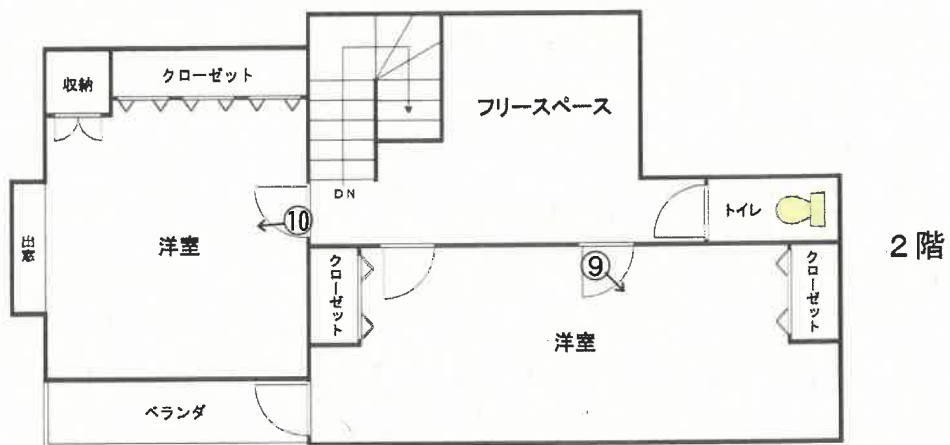 収納
クローゼット
フリースペース
DN
⑩
トイレ
出窓
洋室
2階
クローゼット
⑨
クローゼット
洋室
ベランダ